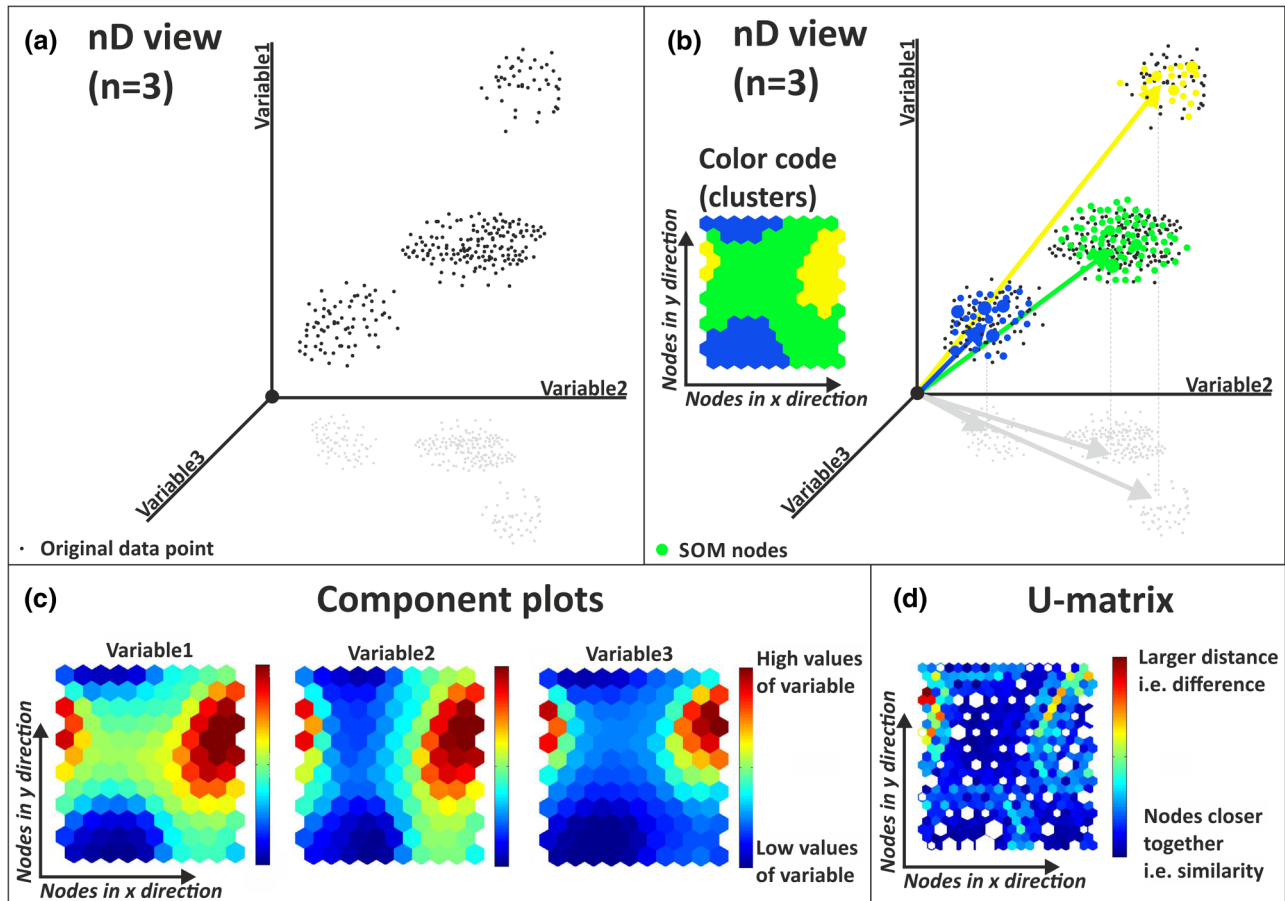 (a) nD view
(n=3)
Variable1
Variable2
Variable3
Original data point
(b) nD view
(n=3)
Variable1
Color code
(clusters)
Nodes in y direction
Nodes in x direction
Variable2
Variable3
SOM nodes
(c) Component plots
Variable1
Variable2
Variable3
Nodes in y direction
Nodes in x direction
High values
of variable
Low values
of variable
(d) U-matrix
Nodes in y direction
Nodes in x direction
Larger distance
i.e. difference
Nodes closer
together
i.e. similarity